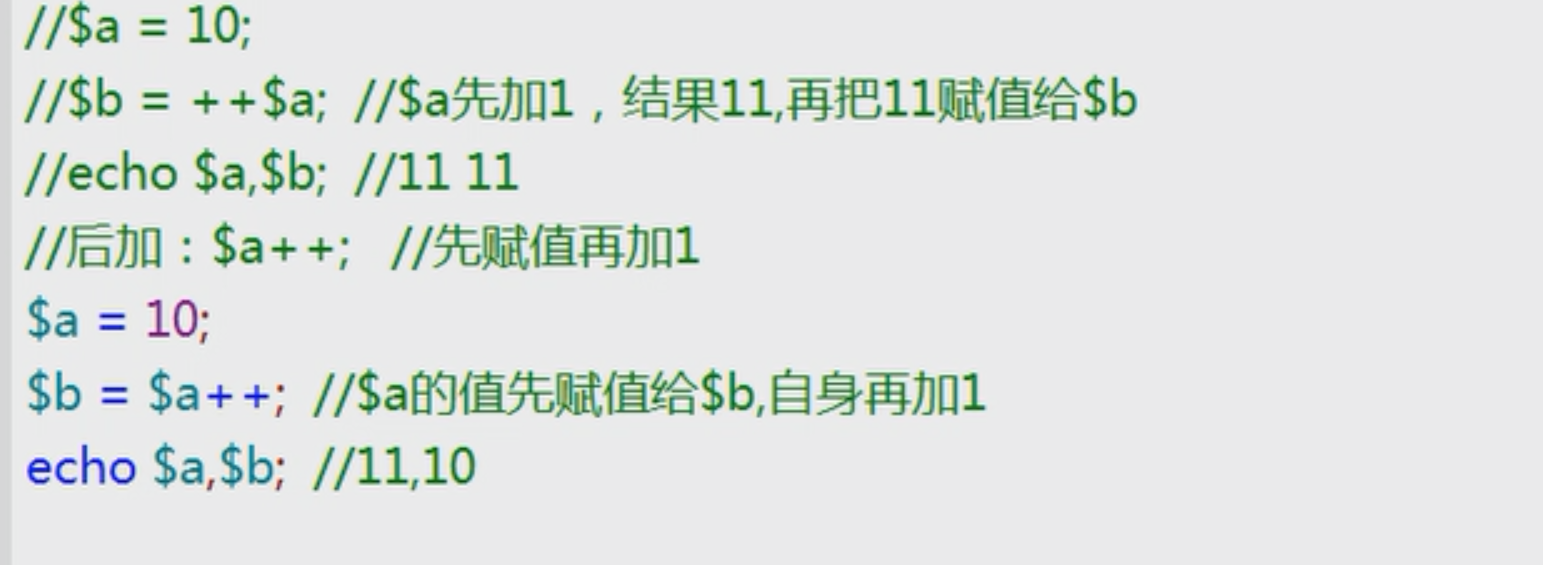 //$a = 10;
//$b = ++$a; //$a先加1，结果11,再把11赋值给$b
//echo $a,$b; //11 11
//后加：$a++; //先赋值再加1
$a = 10;
$b = $a++; //$a的值先赋值给$b,自身再加1
echo $a,$b; //11,10